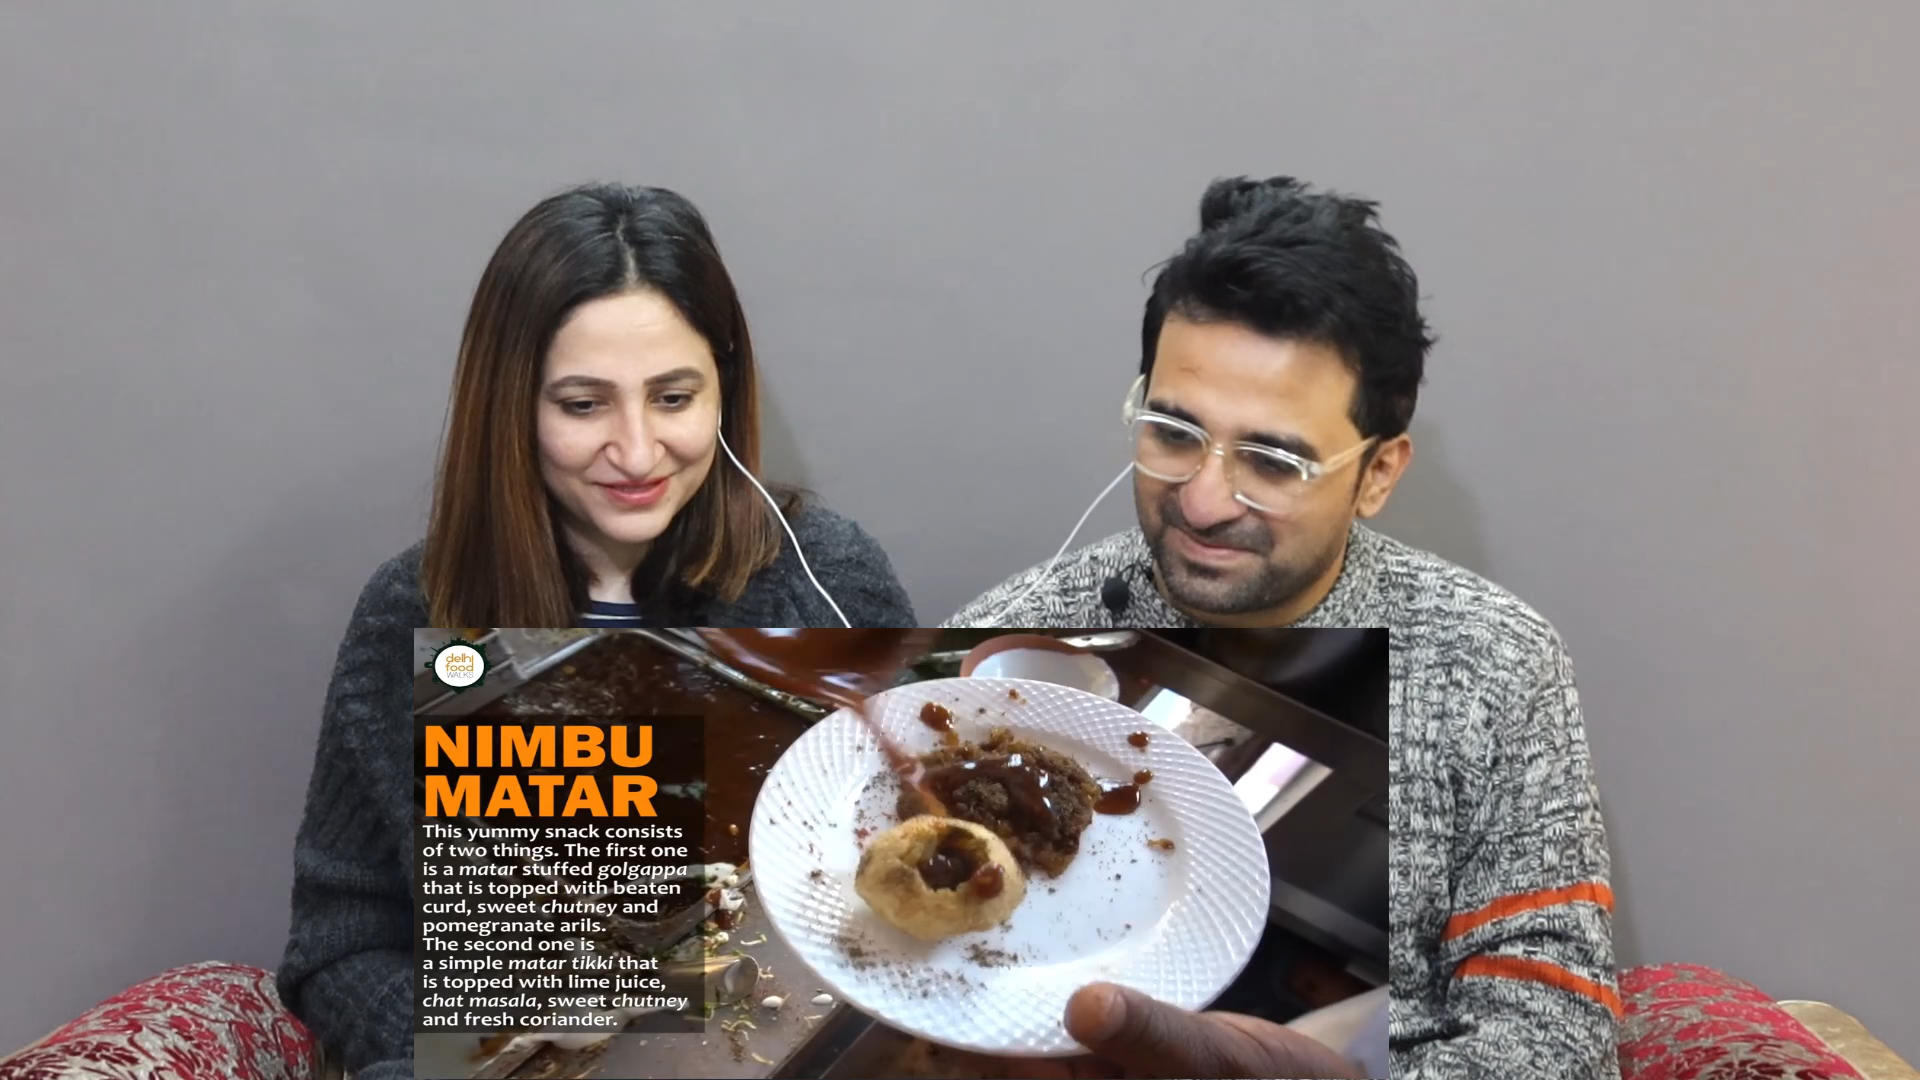 delhi
food
WALKS
NIMBU
MATAR
This yummy snack consists
of two things. The first one
is a matar stuffed golgappa
that is topped with beaten
curd, sweet chutney and
pomegranate arils.
The second one is
a simple matar tikki that
is topped with lime juice,
chat masala, sweet chutney
and fresh coriander.